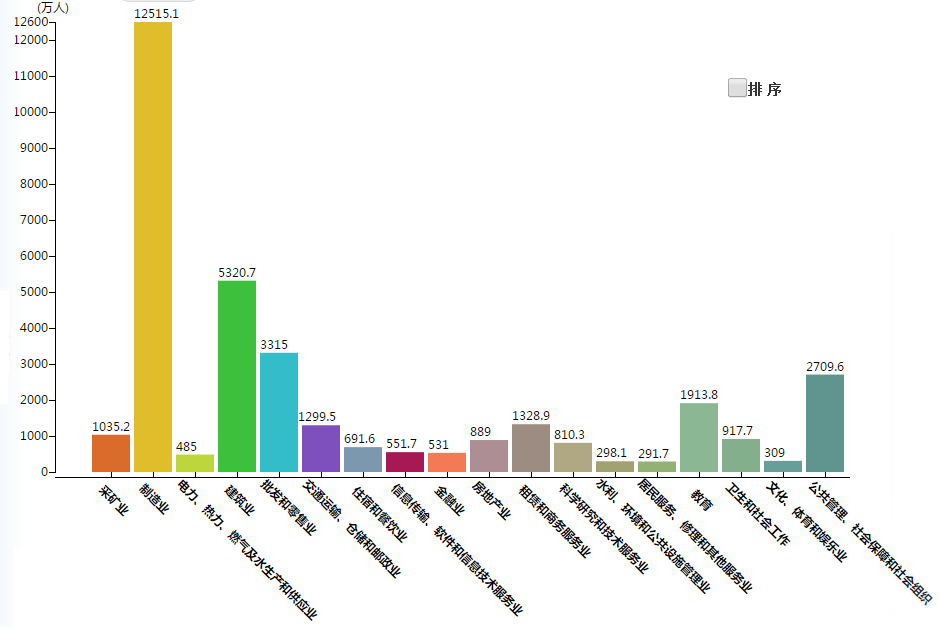 (万人)
12600
12000
11000
10000
9000
8000
7000
6000
5000
4000
3000
2000
1000
0
排 序
1035.2
12515.1
485
5320.7
3315
1299.5
691.6
551.7
531
889
1328.9
810.3
298.1
291.7
1913.8
917.7
309
2709.6
采矿业
制造业
电力、热力、燃气及水生产和供应业
建筑业
批发和零售业
交通运输、仓储和邮政业
住宿和餐饮业
信息传输、软件和信息技术服务业
金融业
房地产业
租赁和商务服务业
科学研究和技术服务业
水利、环境和公共设施管理业
居民服务、修理和其他服务业
教育
卫生和社会工作
文化、体育和娱乐业
公共管理、社会保障和社会组织